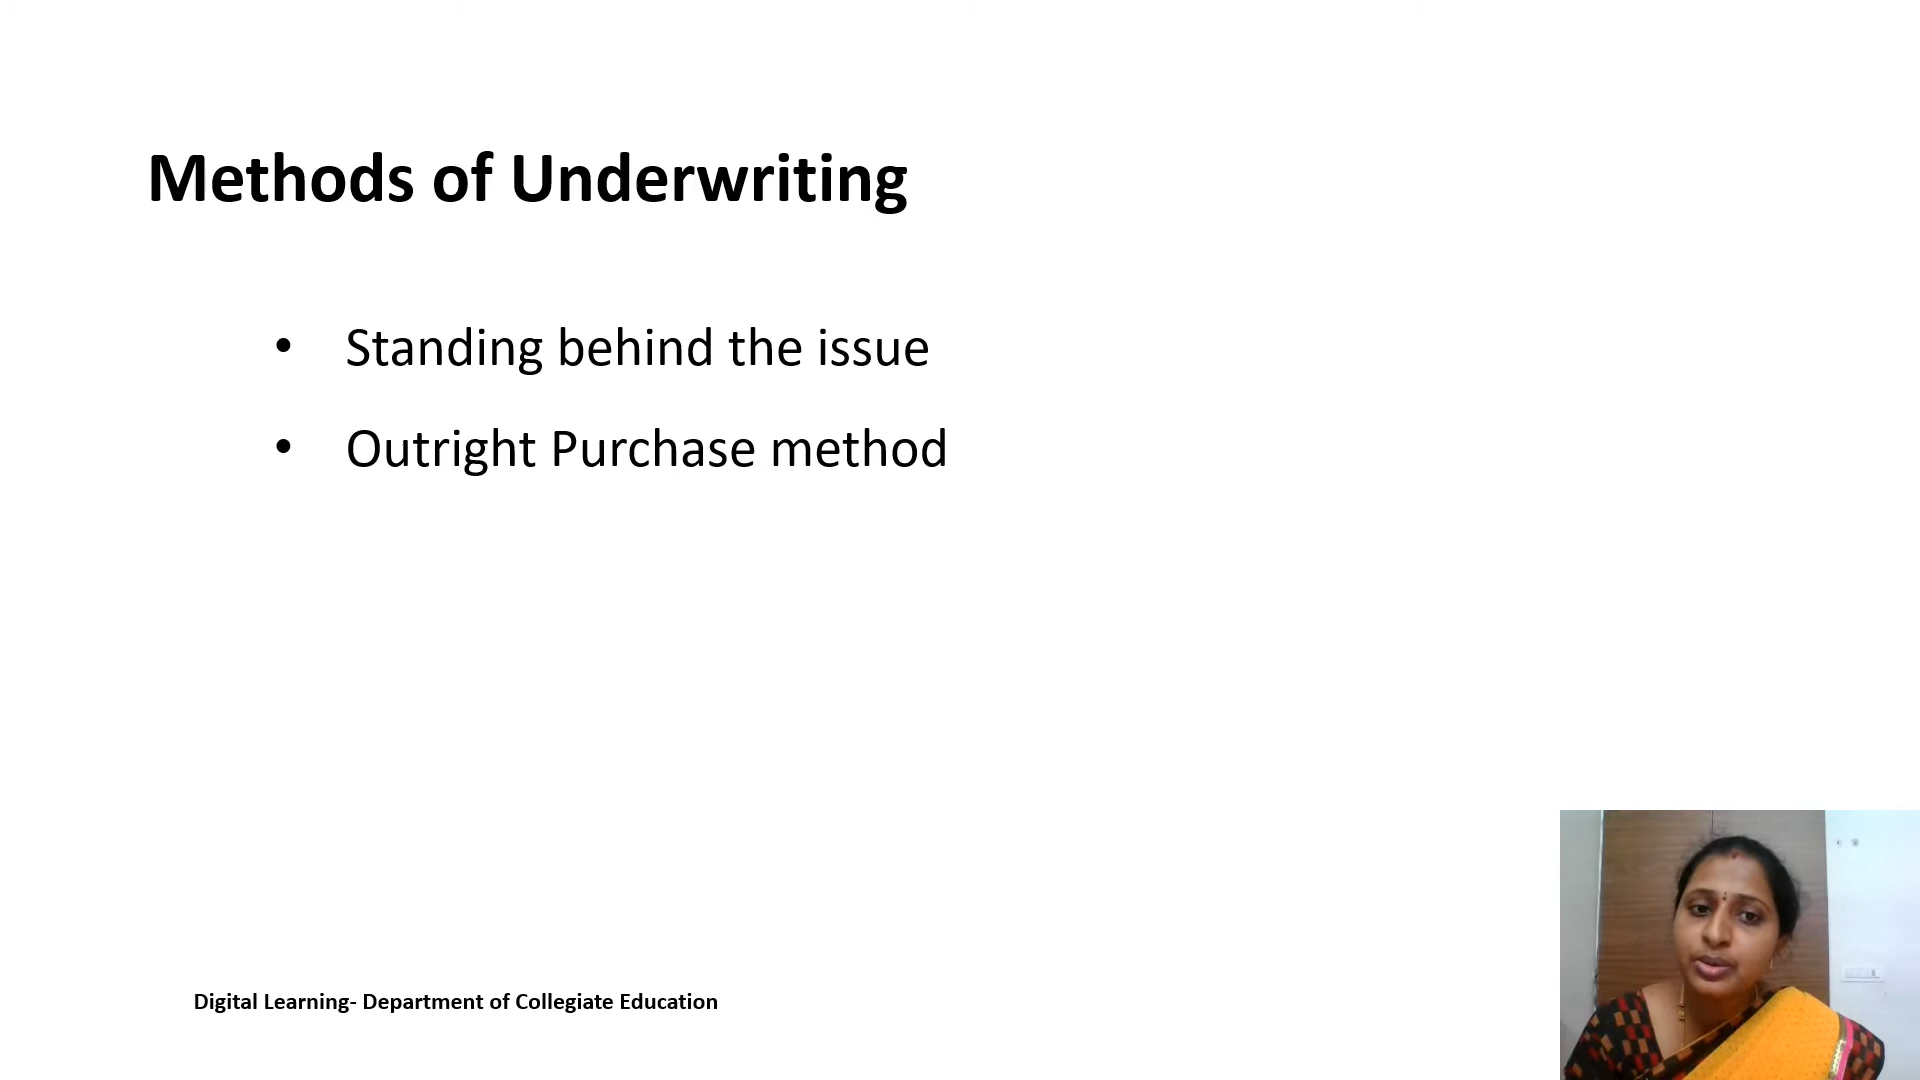 Methods of Underwriting
• Standing behind the issue
• Outright Purchase method
Digital Learning- Department of Collegiate Education